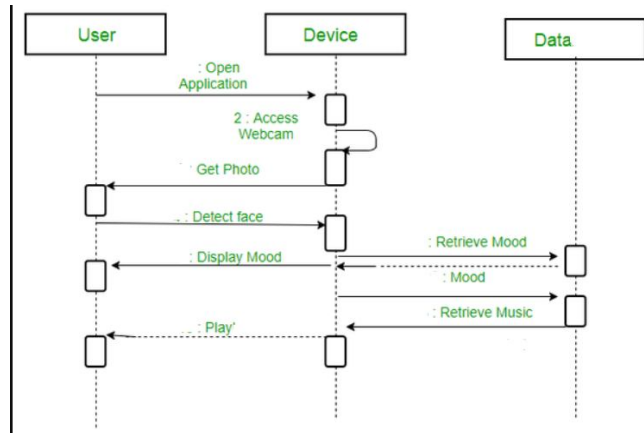 User
Device
Data
: Open
Application
2 : Access
Webcam
Get Photo
: Detect face
: Retrieve Mood
: Display Mood
: Mood
: Retrieve Music
: Play'